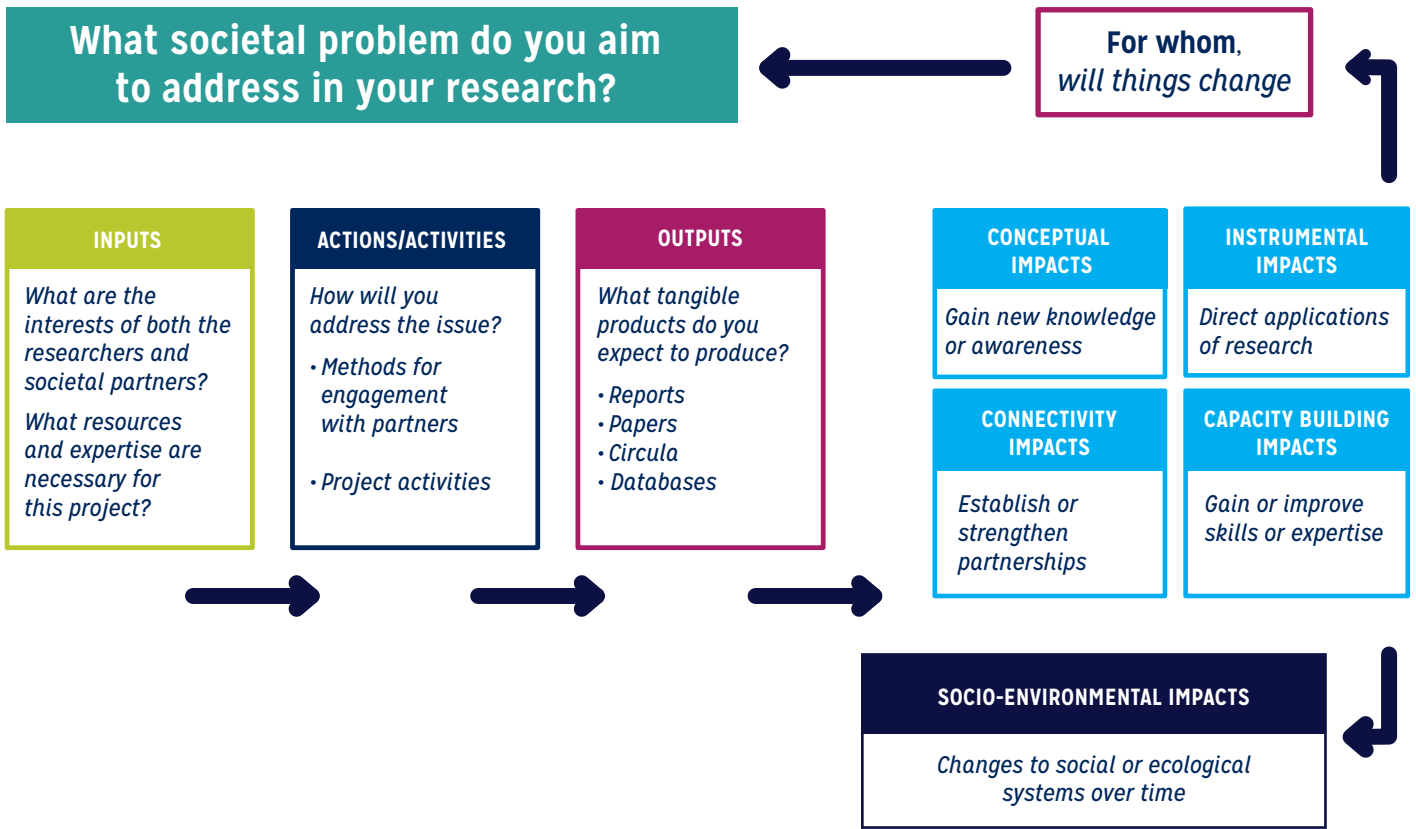 What societal problem do you aim
to address in your research?
For whom,
will things change
INPUTS
What are the
interests of both the
researchers and
societal partners?
What resources
and expertise are
necessary for
this project?
ACTIONS/ACTIVITIES
How will you
address the issue?
• Methods for
engagement
with partners
• Project activities
OUTPUTS
What tangible
products do you
expect to produce?
• Reports
• Papers
• Circula
• Databases
CONCEPTUAL
IMPACTS
Gain new knowledge
or awareness
INSTRUMENTAL
IMPACTS
Direct applications
of research
CONNECTIVITY
IMPACTS
Establish or
strengthen
partnerships
CAPACITY BUILDING
IMPACTS
Gain or improve
skills or expertise
SOCIO-ENVIRONMENTAL IMPACTS
Changes to social or ecological
systems over time